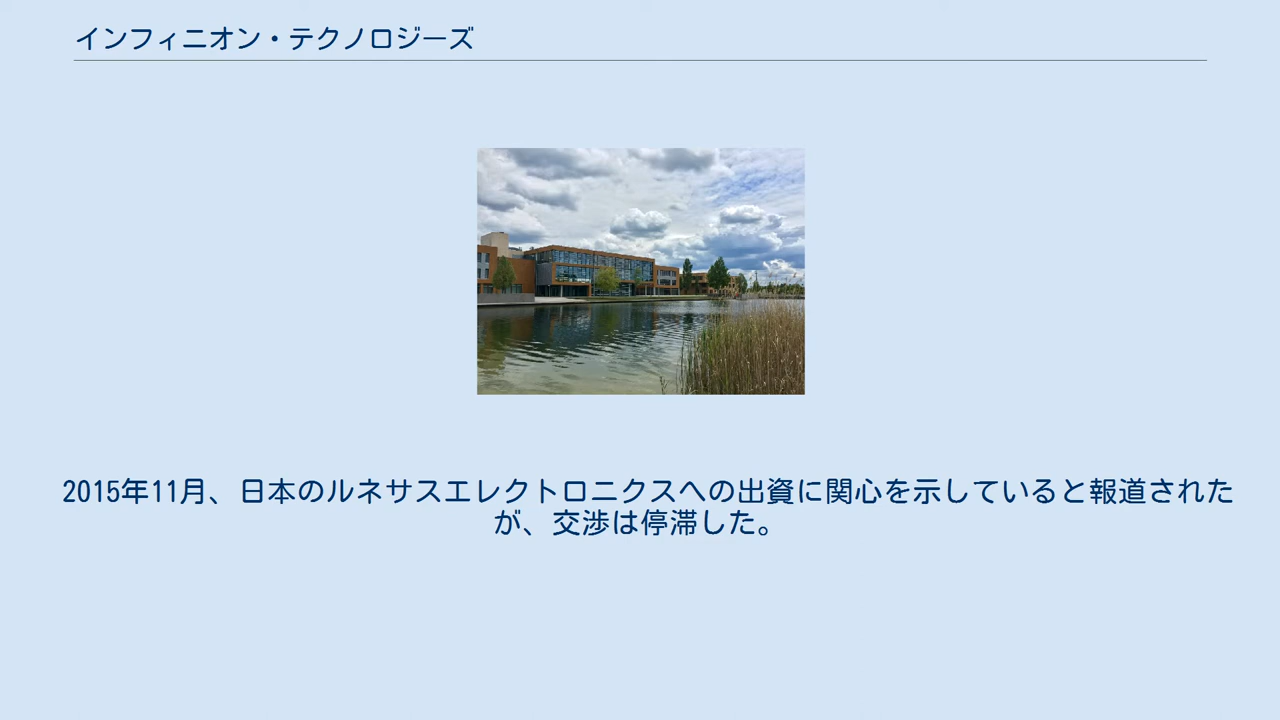 インフィニオン・テクノロジーズ
2015年11月、日本のルネサスエレクトロニクスへの出資に関心を示していると報道された
が、交渉は停滞した。